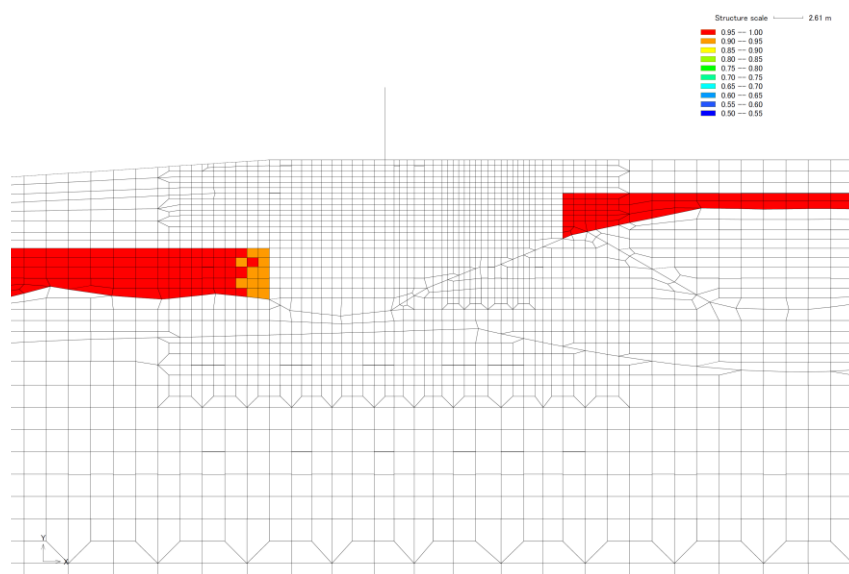 Structure scale 2.61 m
0.95 --- 1.00
0.90 --- 0.95
0.85 --- 0.90
0.80 --- 0.85
0.75 --- 0.80
0.70 --- 0.75
0.65 --- 0.70
0.60 --- 0.65
0.55 --- 0.60
0.50 --- 0.55
Y
X